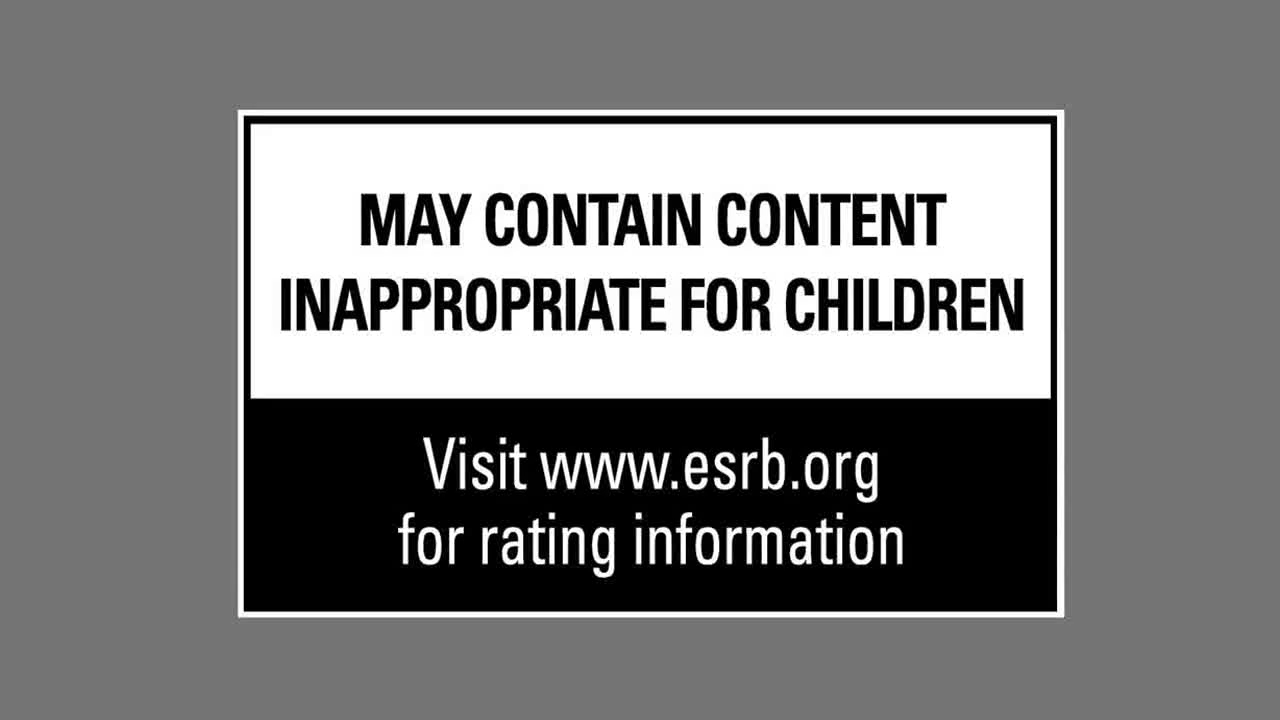 MAY CONTAIN CONTENT
INAPPROPRIATE FOR CHILDREN
Visit www.esrb.org
for rating information